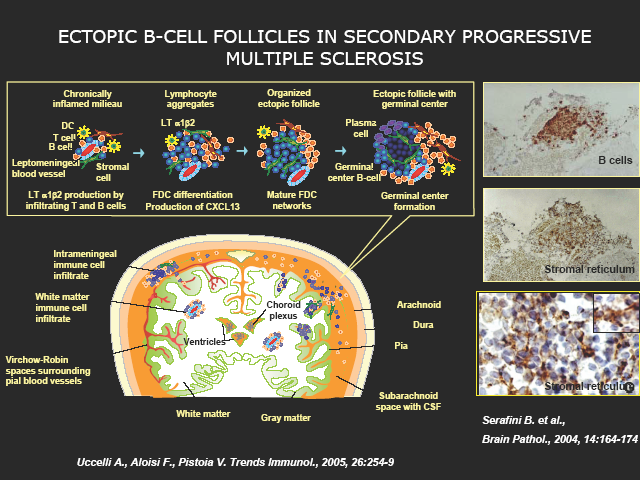 ECTOPIC B-CELL FOLLICLES IN SECONDARY PROGRESSIVE
MULTIPLE SCLEROSIS
Chronically
inflamed milieau
Lymphocyte
aggregates
Organized
ectopic follicle
Ectopic follicle with
germinal center
DC
T cell
B cell
Leptomeningeal
blood vessel
Stromal
cell
LT α1β2
Plasma
cell
Germinal
center B-cell
LT α1β2 production by
infiltrating T and B cells
FDC differentiation
Production of CXCL13
Mature FDC
networks
Germinal center
formation
B cells
Stromal reticulum
Stromal reticulum
Intrameningeal
immune cell
infiltrate
White matter
immune cell
infiltrate
Virchow-Robin
spaces surrounding
pial blood vessels
Choroid
plexus
Ventricles
White matter
Gray matter
Arachnoid
Dura
Pia
Subarachnoid
space with CSF
Serafini B. et al.,
Brain Pathol., 2004, 14:164-174
Uccelli A., Aloisi F., Pistoia V. Trends Immunol., 2005, 26:254-9